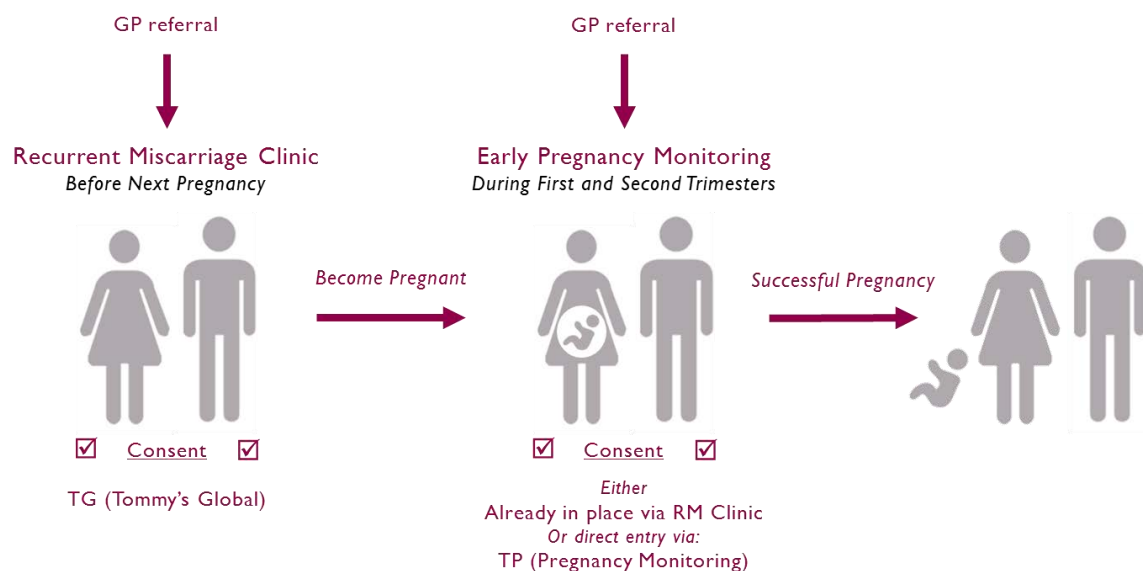 GP referral
GP referral
Recurrent Miscarriage Clinic
Before Next Pregnancy
Early Pregnancy Monitoring
During First and Second Trimesters
Become Pregnant
Successful Pregnancy
Consent
TG (Tommy's Global)
Consent
Either
Already in place via RM Clinic
Or direct entry via:
TP (Pregnancy Monitoring)